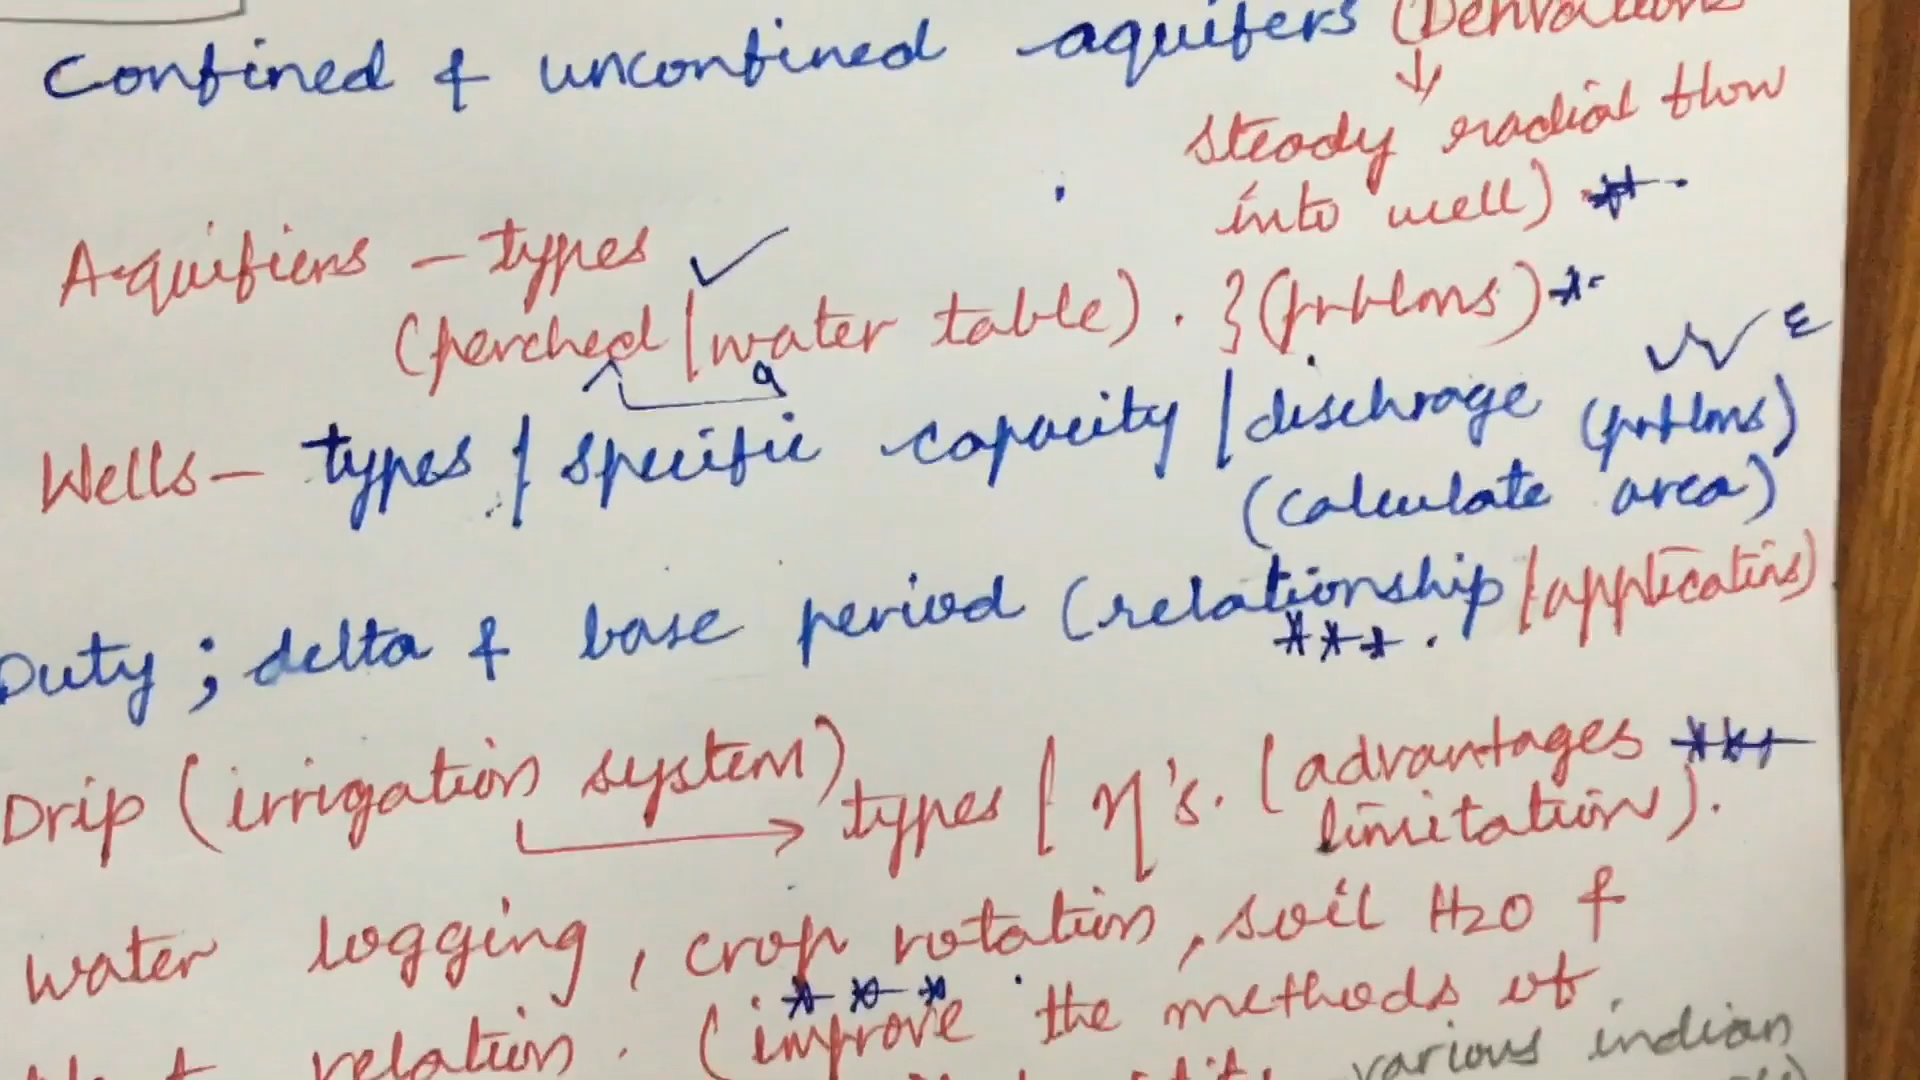 Confined & unconfined aquifers (Derivations
↓
steady radial flow
into well) **.
Aquifiers - types ✓
(perched | water table). } (prblms) *-
Wells - types | specific capacity | dischrage (prblms)
(calculate area)
Duty ; delta & base period (relationship | applicatins)
*** .
Drip (irrigation system) → types | η's. (advantages ***
limitation).
Water logging, crop rotation, soil H2O &
*** .
relation. (improve the methods of
various indian